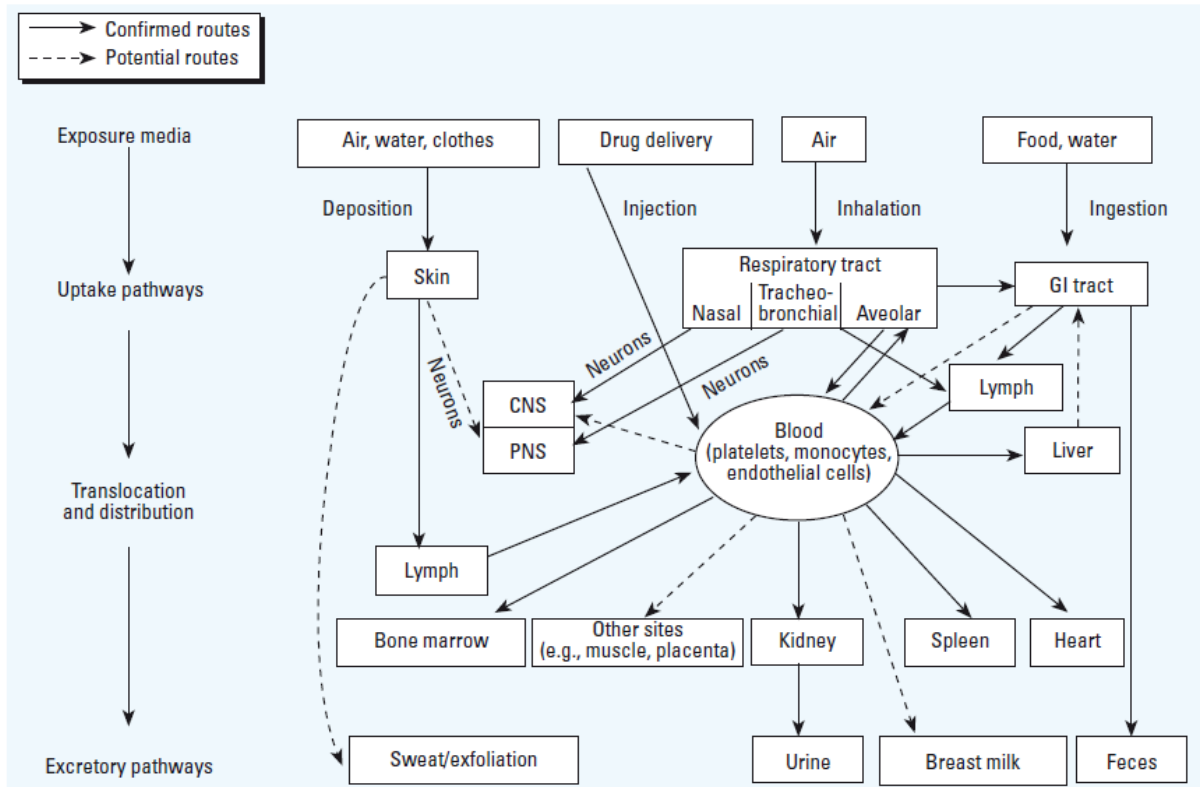 Confirmed routes
Potential routes
Exposure media
Air, water, clothes
Drug delivery
Air
Food, water
Deposition
Injection
Inhalation
Ingestion
Uptake pathways
Skin
Respiratory tract
Nasal
Tracheo-
bronchial
Aveolar
GI tract
Neurons
Neurons
Neurons
CNS
PNS
Lymph
Blood
(platelets, monocytes,
endothelial cells)
Liver
Translocation
and distribution
Lymph
Bone marrow
Other sites
(e.g., muscle, placenta)
Kidney
Spleen
Heart
Excretory pathways
Sweat/exfoliation
Urine
Breast milk
Feces